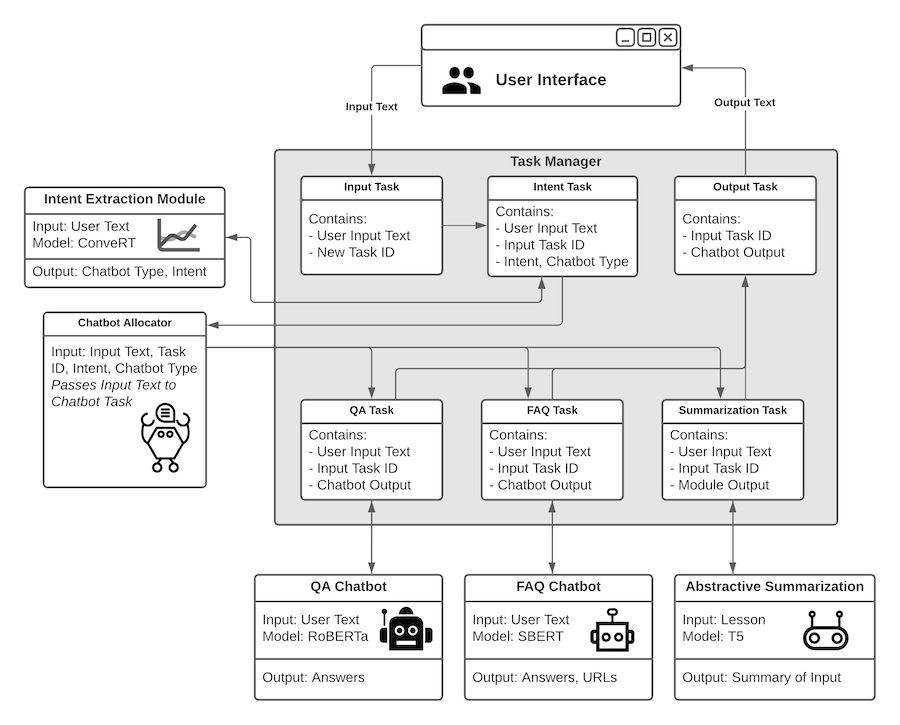 User Interface
Input Text
Output Text
Task Manager
Input Task
Contains:
- User Input Text
- New Task ID
Intent Task
Contains:
- User Input Text
- Input Task ID
- Intent, Chatbot Type
Output Task
Contains:
- Input Task ID
- Chatbot Output
Intent Extraction Module
Input: User Text
Model: ConveRT
Output: Chatbot Type, Intent
Chatbot Allocator
Input: Input Text, Task
ID, Intent, Chatbot Type
Passes Input Text to
Chatbot Task
QA Task
Contains:
- User Input Text
- Input Task ID
- Chatbot Output
FAQ Task
Contains:
- User Input Text
- Input Task ID
- Chatbot Output
Summarization Task
Contains:
- User Input Text
- Input Task ID
- Module Output
QA Chatbot
Input: User Text
Model: RoBERTa
Output: Answers
FAQ Chatbot
Input: User Text
Model: SBERT
Output: Answers, URLs
Abstractive Summarization
Input: Lesson
Model: T5
Output: Summary of Input